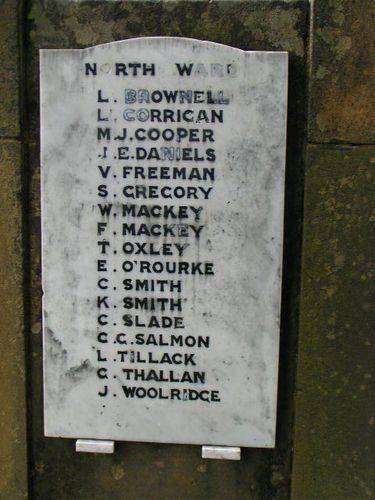 NORTH WARD
L. BROWNELL
L. CORRIGAN
M.J. COOPER
J.E. DANIELS
V. FREEMAN
S. GREGORY
W. MACKEY
F. MACKEY
T. OXLEY
E. O'ROURKE
C. SMITH
K. SMITH
C. SLADE
C.G. SALMON
L. TILLACK
G. THALLAN
J. WOOLRIDGE